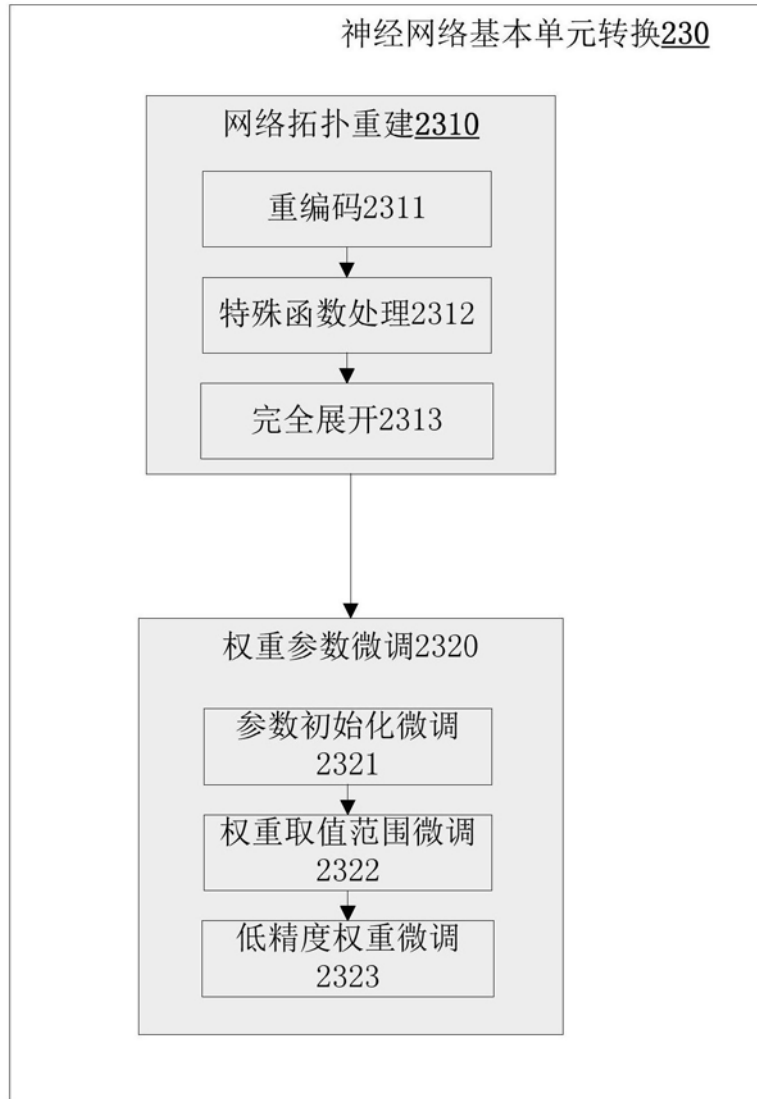 神经网络基本单元转换230
网络拓扑重建2310
重编码2311
特殊函数处理2312
完全展开2313
权重参数微调2320
参数初始化微调
2321
权重取值范围微调
2322
低精度权重微调
2323